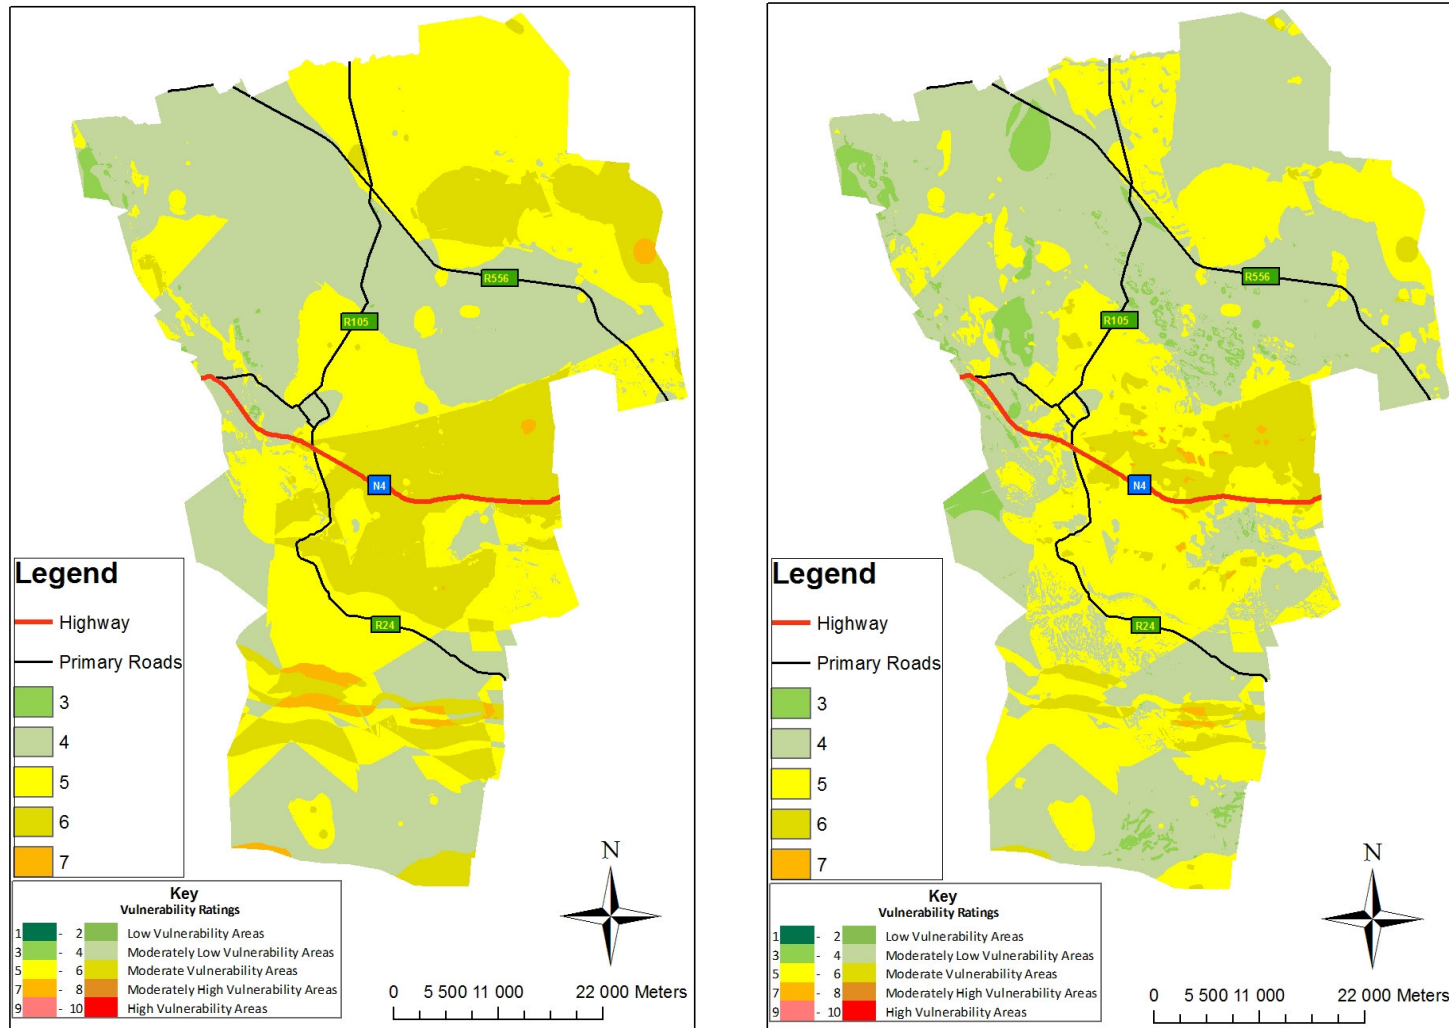 R556
R105
N4
R24
Legend
Highway
Primary Roads
3
4
5
6
7
Key
Vulnerability Ratings
1 - 2 Low Vulnerability Areas
3 - 4 Moderately Low Vulnerability Areas
5 - 6 Moderate Vulnerability Areas
7 - 8 Moderately High Vulnerability Areas
9 - 10 High Vulnerability Areas
N
0 5 500 11 000 22 000 Meters
R556
R105
N4
R24
Legend
Highway
Primary Roads
3
4
5
6
7
Key
Vulnerability Ratings
1 - 2 Low Vulnerability Areas
3 - 4 Moderately Low Vulnerability Areas
5 - 6 Moderate Vulnerability Areas
7 - 8 Moderately High Vulnerability Areas
9 - 10 High Vulnerability Areas
N
0 5 500 11 000 22 000 Meters